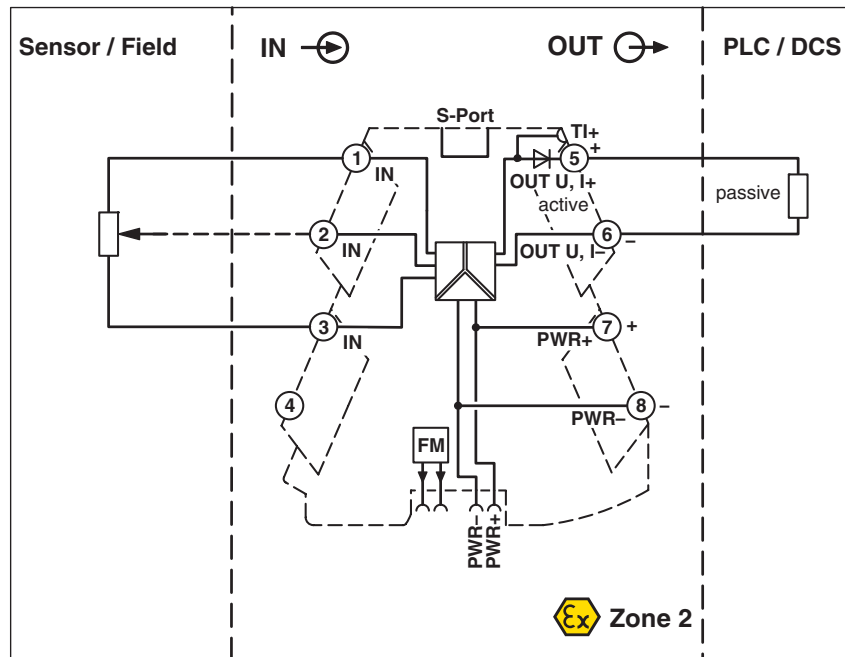 Sensor / Field
IN
OUT
PLC / DCS
S-Port
TI+
1
IN
5
+
OUT U, I+
active
passive
2
IN
6
–
OUT U, I–
3
IN
7
+
PWR+
4
8
–
PWR–
FM
PWR–
PWR+
Ex Zone 2